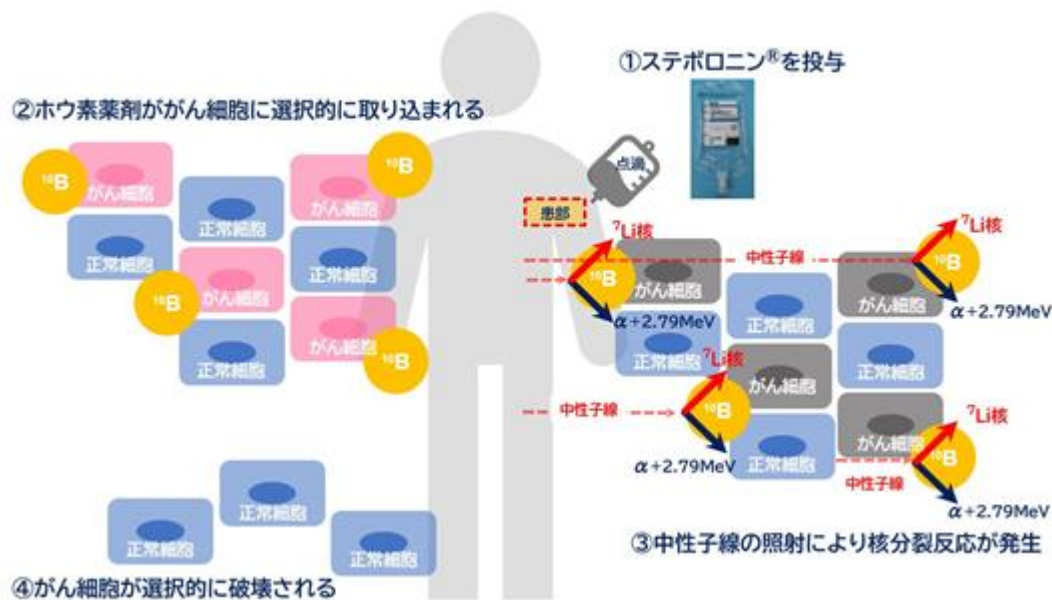 ①ステボロニン®を投与
②ホウ素薬剤ががん細胞に選択的に取り込まれる
¹⁰B
がん細胞
正常細胞
¹⁰B
がん細胞
正常細胞
がん細胞
正常細胞
¹⁰B
正常細胞
がん細胞
¹⁰B
点滴
患部
⁷Li核
中性子線
⁷Li核
¹⁰B
がん細胞
がん細胞
¹⁰B
α+2.79MeV
正常細胞
α+2.79MeV
正常細胞
⁷Li核
正常細胞
がん細胞
中性子線
¹⁰B
⁷Li核
がん細胞
α+2.79MeV
正常細胞
¹⁰B
中性子線
α+2.79MeV
③中性子線の照射により核分裂反応が発生
正常細胞
正常細胞
正常細胞
④がん細胞が選択的に破壊される